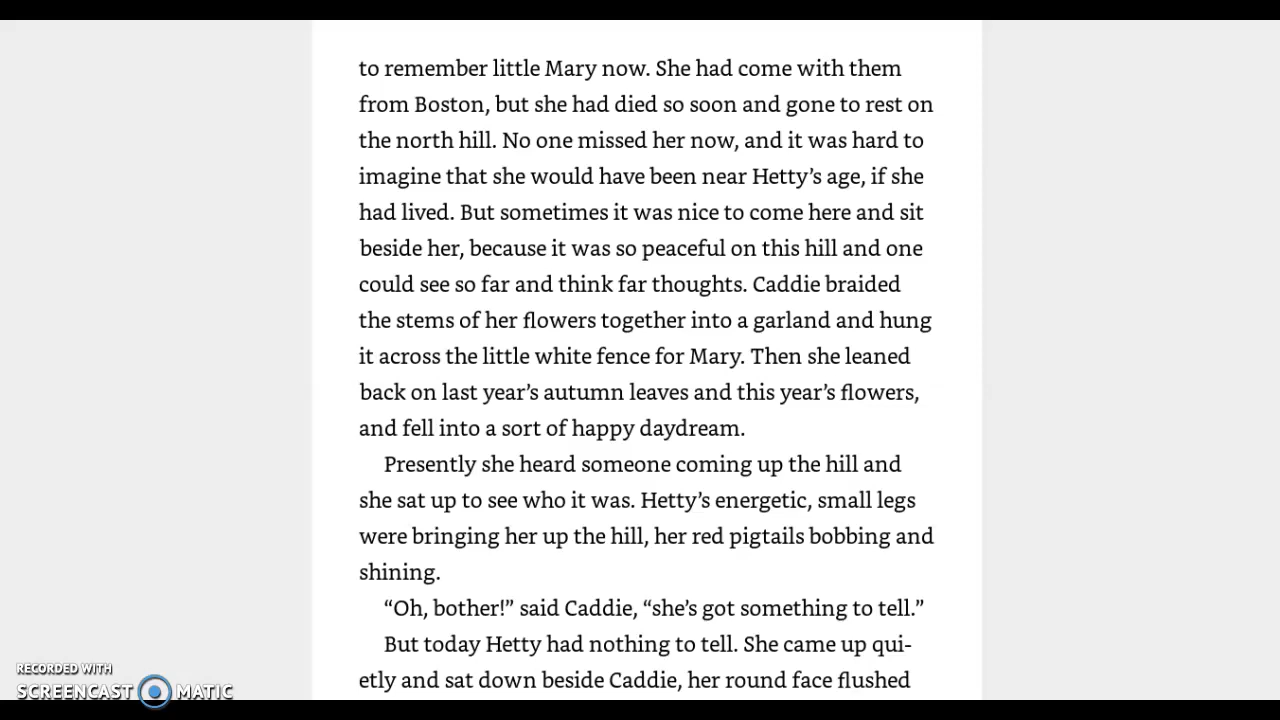 to remember little Mary now. She had come with them
from Boston, but she had died so soon and gone to rest on
the north hill. No one missed her now, and it was hard to
imagine that she would have been near Hetty’s age, if she
had lived. But sometimes it was nice to come here and sit
beside her, because it was so peaceful on this hill and one
could see so far and think far thoughts. Caddie braided
the stems of her flowers together into a garland and hung
it across the little white fence for Mary. Then she leaned
back on last year’s autumn leaves and this year’s flowers,
and fell into a sort of happy daydream.
Presently she heard someone coming up the hill and
she sat up to see who it was. Hetty’s energetic, small legs
were bringing her up the hill, her red pigtails bobbing and
shining.
“Oh, bother!” said Caddie, “she’s got something to tell.”
But today Hetty had nothing to tell. She came up qui-
etly and sat down beside Caddie, her round face flushed
RECORDED WITH
SCREENCAST MATIC